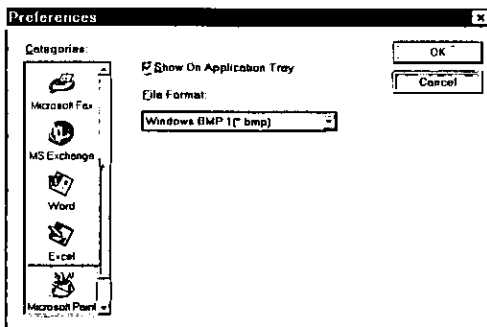 Preferences
Categories:
Microsoft Fax
MS Exchange
Word
Excel
Microsoft Paint
Show On Application Tray
File Format:
Windows BMP 1(*.bmp)
OK
Cancel